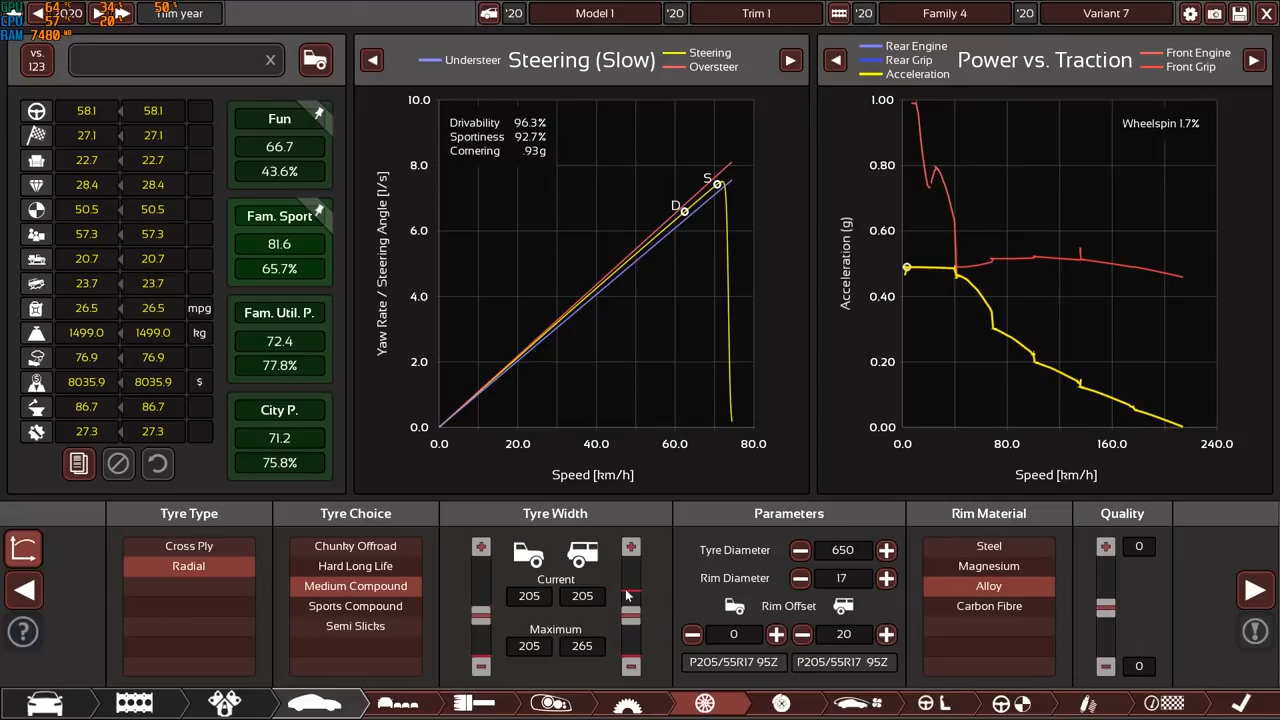 GPU 64°C 34% 50%
CPU 57°C 20%
RAM 7480 MB
2020
Trim year
'20
Model 1
'20
Trim 1
'20
Family 4
'20
Variant 7
vs.
123
x
58.1 58.1
27.1 27.1
22.7 22.7
28.4 28.4
50.5 50.5
57.3 57.3
20.7 20.7
23.7 23.7
26.5 26.5 mpg
1499.0 1499.0 kg
76.9 76.9
8035.9 8035.9 $
86.7 86.7
27.3 27.3
Fun
66.7
43.6%
Fam. Sport
81.6
65.7%
Fam. Util. P.
72.4
77.8%
City P.
71.2
75.8%
Understeer
Steering (Slow)
Steering
Oversteer
Drivability 96.3%
Sportiness 92.7%
Cornering .93g
S
D
Yaw Rate / Steering Angle [1/s]
10.0
8.0
6.0
4.0
2.0
0.0
0.0 20.0 40.0 60.0 80.0
Speed [km/h]
Rear Engine
Rear Grip
Acceleration
Power vs. Traction
Front Engine
Front Grip
Wheelspin 1.7%
Acceleration (g)
1.00
0.80
0.60
0.40
0.20
0.00
0.0 80.0 160.0 240.0
Speed [km/h]
Tyre Type
Cross Ply
Radial
Tyre Choice
Chunky Offroad
Hard Long Life
Medium Compound
Sports Compound
Semi Slicks
Tyre Width
Current
205 205
Maximum
205 265
Parameters
Tyre Diameter 650
Rim Diameter 17
Rim Offset
0 20
P205/55R17 95Z P205/55R17 95Z
Rim Material
Steel
Magnesium
Alloy
Carbon Fibre
Quality
0
0